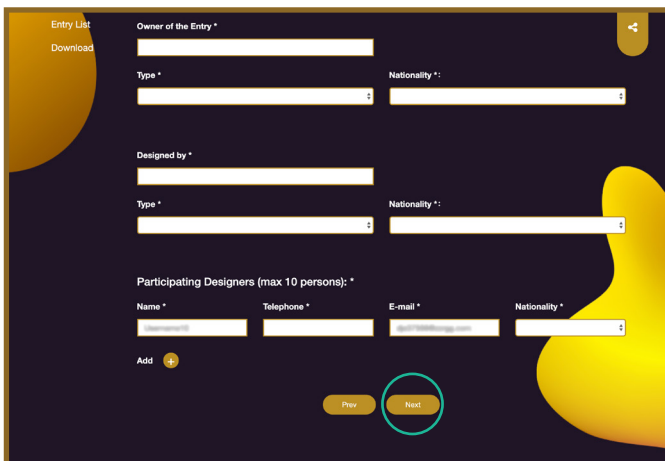 Entry List
Download
Owner of the Entry *
Type *
Nationality *:
Designed by *
Type *
Nationality *:
Participating Designers (max 10 persons): *
Name *
Telephone *
E-mail *
Nationality *
Add +
Prev
Next